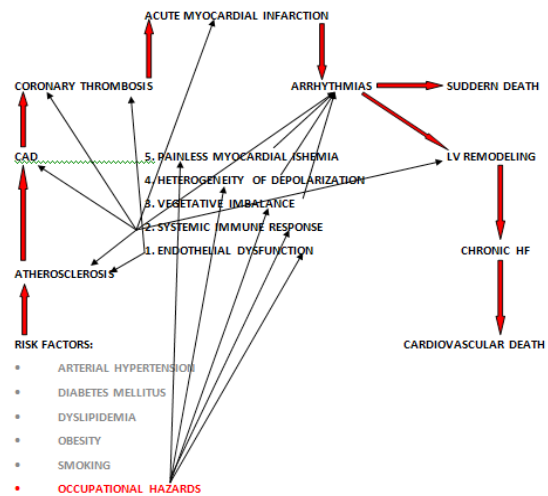 ACUTE MYOCARDIAL INFARCTION
CORONARY THROMBOSIS
ARRHYTHMIAS
SUDDERN DEATH
CAD
5. PAINLESS MYOCARDIAL ISHEMIA
LV REMODELING
4. HETEROGENEITY OF DEPOLARIZATION
3. VEGETATIVE IMBALANCE
2. SYSTEMIC IMMUNE RESPONSE
1. ENDOTHELIAL DYSFUNCTION
CHRONIC HF
ATHEROSCLEROSIS
RISK FACTORS:
CARDIOVASCULAR DEATH
• ARTERIAL HYPERTENSION
• DIABETES MELLITUS
• DYSLIPIDEMIA
• OBESITY
• SMOKING
• OCCUPATIONAL HAZARDS